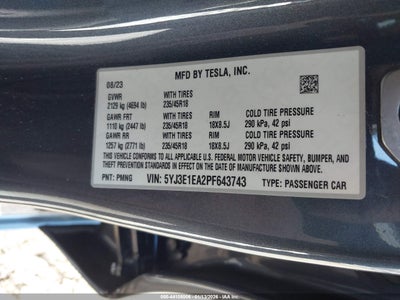 MFD BY TESLA, INC.
08/23
GVWR WITH TIRES
2129 kg (4694 lb) 235/45R18
GAWR FRT WITH TIRES RIM COLD TIRE PRESSURE
1110 kg (2447 lb) 235/45R18 18X8.5J 290 kPa, 42 psi
GAWR RR WITH TIRES RIM COLD TIRE PRESSURE
1257 kg (2771 lb) 235/45R18 18X8.5J 290 kPa, 42 psi
THIS VEHICLE CONFORMS TO ALL APPLICABLE U.S. FEDERAL MOTOR VEHICLE SAFETY, BUMPER, AND
THEFT PREVENTION STANDARDS IN EFFECT ON THE DATE OF MANUFACTURE SHOWN ABOVE.
PNT: PMNG VIN: 5YJ3E1EA2PF643743 TYPE: PASSENGER CAR